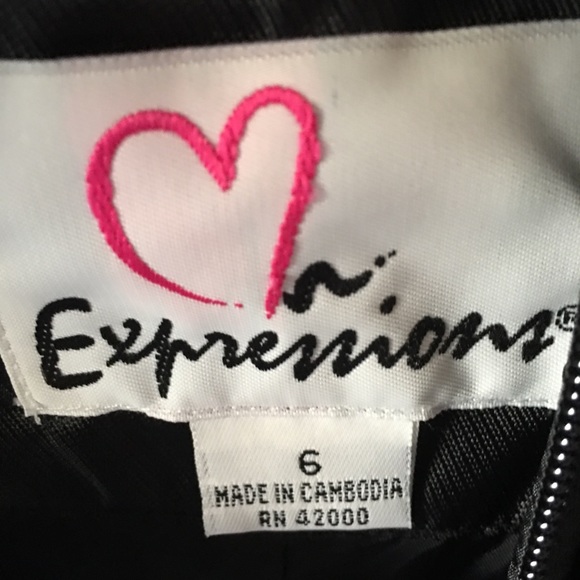 n
Expressions®
6
MADE IN CAMBODIA
RN 42000